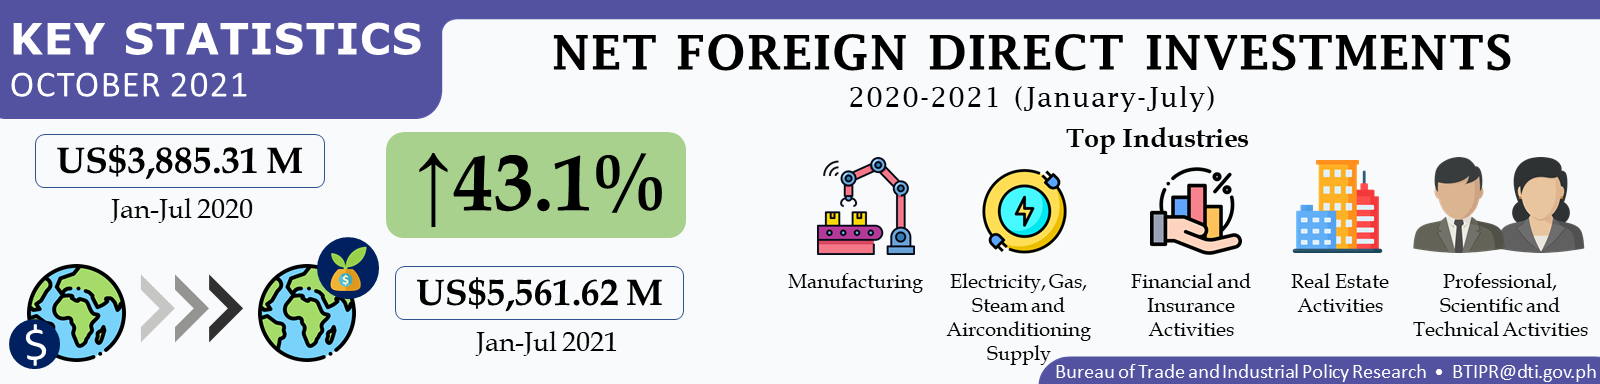 KEY STATISTICS
OCTOBER 2021
NET FOREIGN DIRECT INVESTMENTS
2020-2021 (January-July)
US$3,885.31 M
Jan-Jul 2020
↑43.1%
$
$
US$5,561.62 M
Jan-Jul 2021
Top Industries
%
Manufacturing
Electricity, Gas,
Steam and
Airconditioning
Supply
Financial and
Insurance
Activities
Real Estate
Activities
Professional,
Scientific and
Technical Activities
Bureau of Trade and Industrial Policy Research • BTIPR@dti.gov.ph